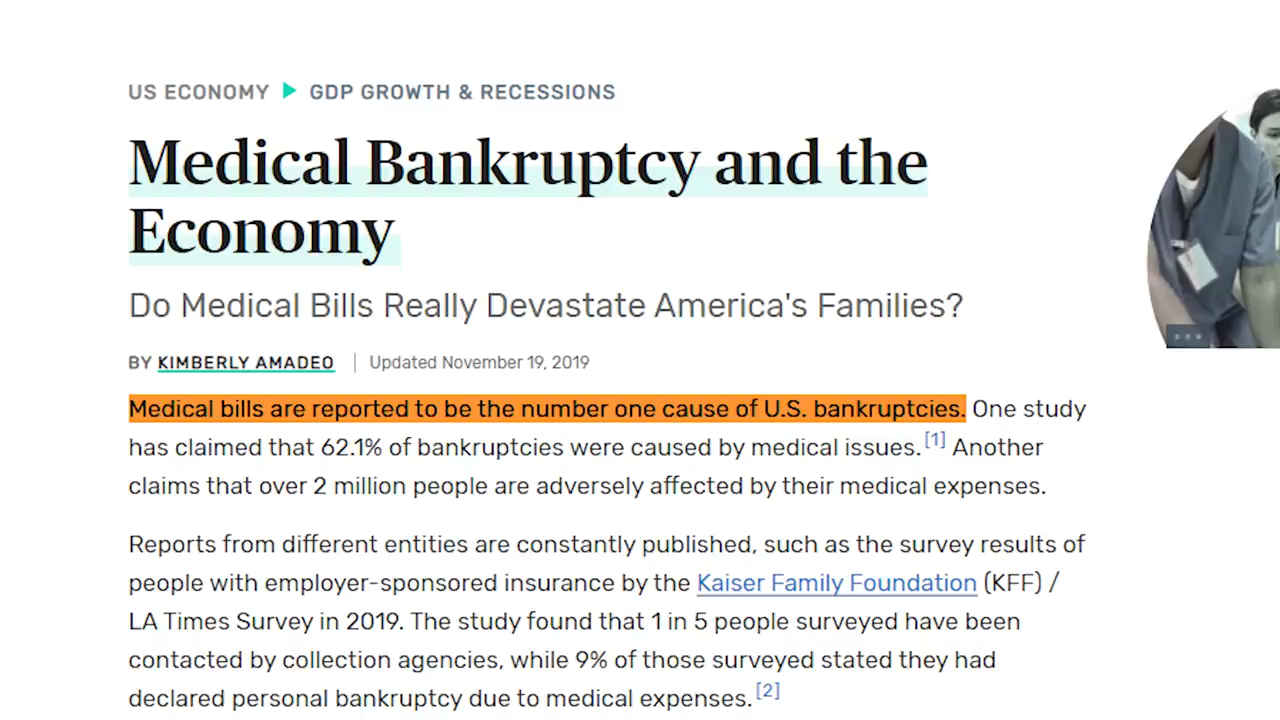 US ECONOMY ▶ GDP GROWTH & RECESSIONS
Medical Bankruptcy and the
Economy
Do Medical Bills Really Devastate America's Families?
BY KIMBERLY AMADEO | Updated November 19, 2019
Medical bills are reported to be the number one cause of U.S. bankruptcies. One study
has claimed that 62.1% of bankruptcies were caused by medical issues.[1] Another
claims that over 2 million people are adversely affected by their medical expenses.
Reports from different entities are constantly published, such as the survey results of
people with employer-sponsored insurance by the Kaiser Family Foundation (KFF) /
LA Times Survey in 2019. The study found that 1 in 5 people surveyed have been
contacted by collection agencies, while 9% of those surveyed stated they had
declared personal bankruptcy due to medical expenses.[2]